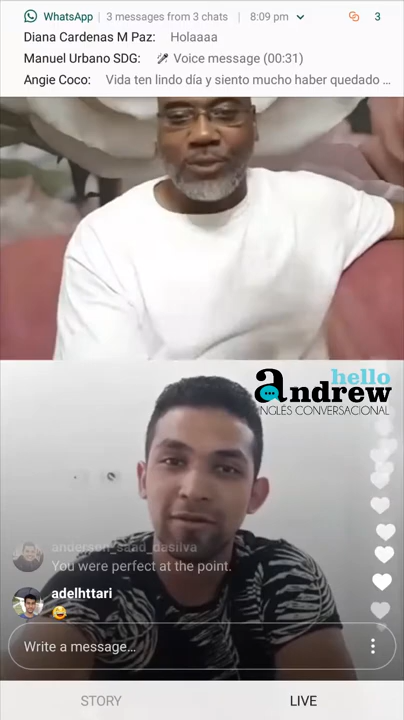 WhatsApp | 3 messages from 3 chats | 8:09 pm 3
Diana Cardenas M Paz: Holaaaa
Manuel Urbano SDG: 🎤 Voice message (00:31)
Angie Coco: Vida ten lindo día y siento mucho haber quedado ...
hello
andrew
INGLÉS CONVERSACIONAL
anderson_saad_dasilva
You were perfect at the point.
adelhttari
😂
Write a message...
STORY LIVE